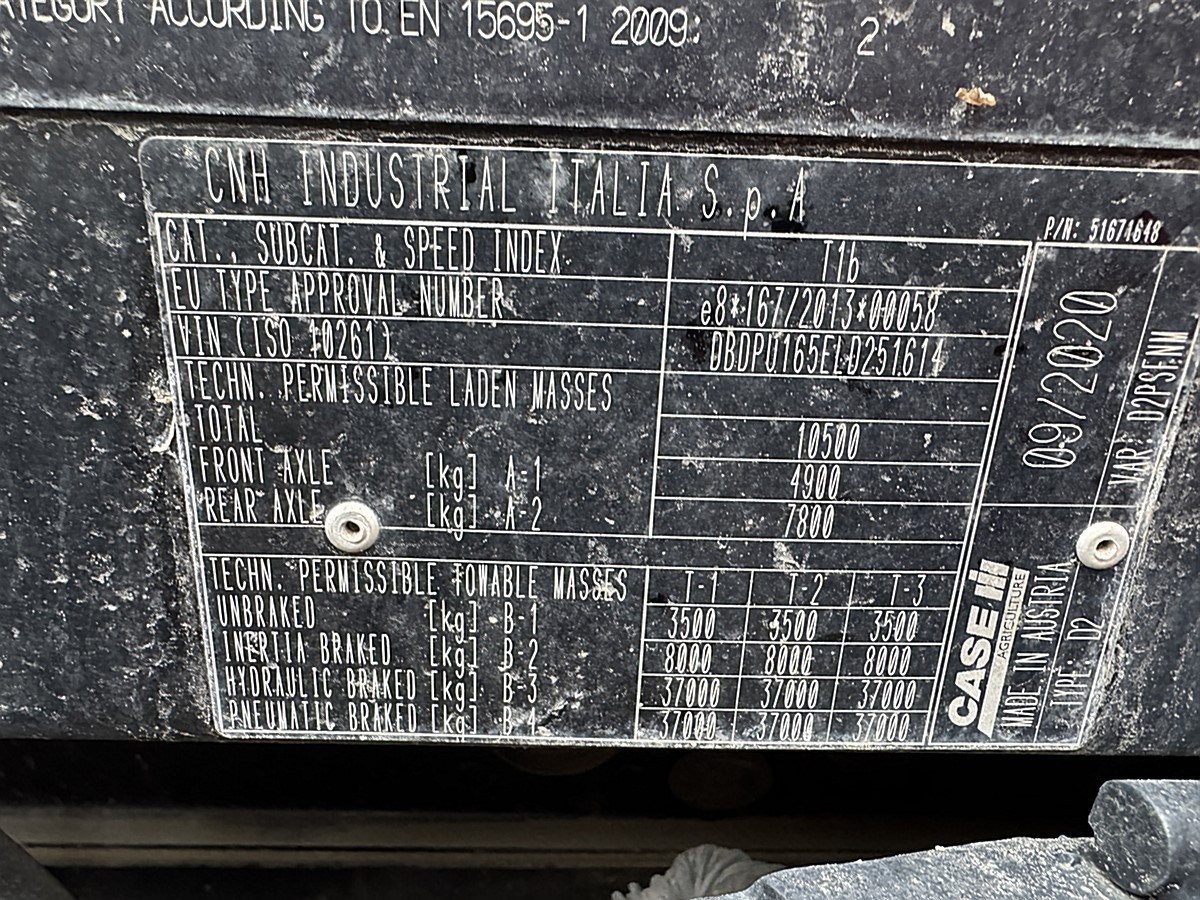 ATEGORY ACCORDING TO EN 15695-1 2009: 2
CNH INDUSTRIAL ITALIA S.p.A
P/N: 51671648
CAT., SUBCAT. & SPEED INDEX T1b
EU TYPE APPROVAL NUMBER e8*167/2013*00058
VIN (ISO 10261) DBDPU165ELD251614
TECHN. PERMISSIBLE LADEN MASSES
TOTAL 10500
FRONT AXLE [kg] A-1 4900
REAR AXLE [kg] A-2 7800
TECHN. PERMISSIBLE TOWABLE MASSES T-1 T-2 T-3
UNBRAKED [kg] B-1 3500 3500 3500
INERTIA BRAKED [kg] B-2 8000 8000 8000
HYDRAULIC BRAKED [kg] B-3 37000 37000 37000
PNEUMATIC BRAKED [kg] 37000 37000 37000
CASE IH
AGRICULTURE
MADE IN AUSTRIA
09/2020
TYPE: D2
VAR: D2PSENM